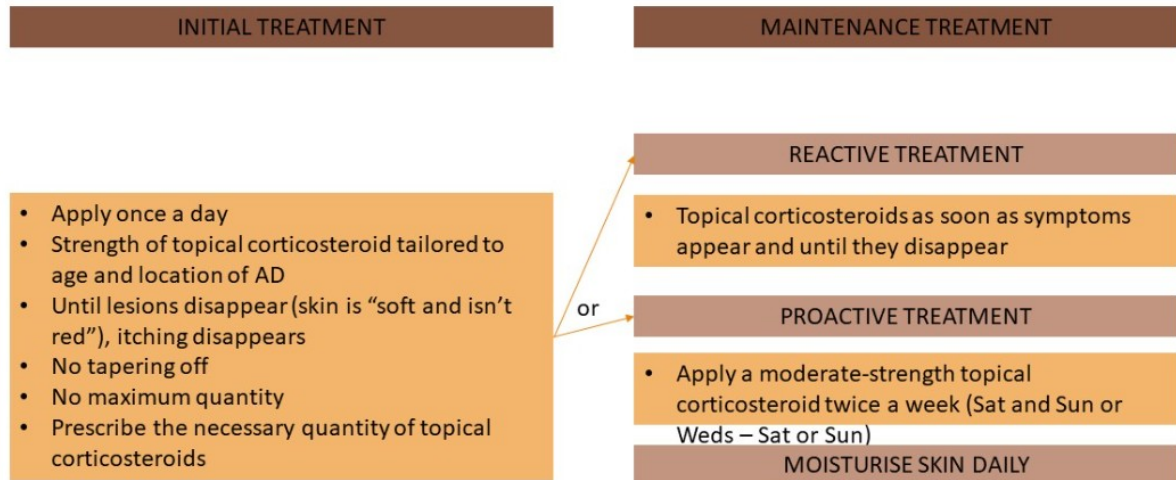 INITIAL TREATMENT
• Apply once a day
• Strength of topical corticosteroid tailored to
age and location of AD
• Until lesions disappear (skin is “soft and isn’t
red”), itching disappears
• No tapering off
• No maximum quantity
• Prescribe the necessary quantity of topical
corticosteroids
or
MAINTENANCE TREATMENT
REACTIVE TREATMENT
• Topical corticosteroids as soon as symptoms
appear and until they disappear
PROACTIVE TREATMENT
• Apply a moderate-strength topical
corticosteroid twice a week (Sat and Sun or
Weds – Sat or Sun)
MOISTURISE SKIN DAILY